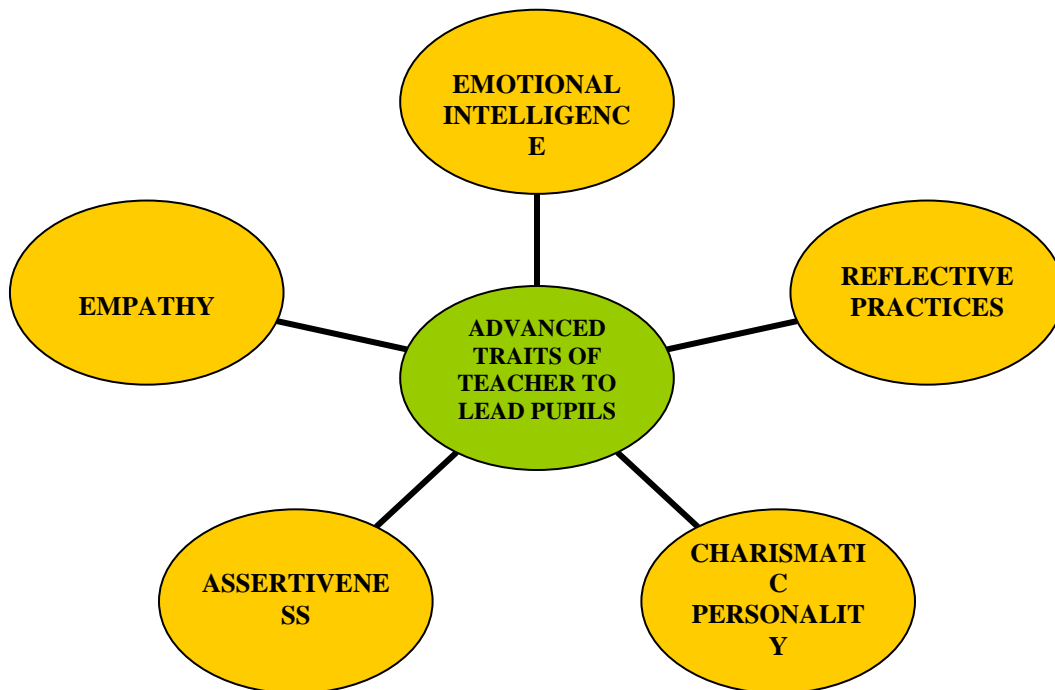 EMOTIONAL
INTELLIGENC
E
REFLECTIVE
PRACTICES
EMPATHY
ADVANCED
TRAITS OF
TEACHER TO
LEAD PUPILS
ASSERTIVENE
SS
CHARISMATI
C
PERSONALIT
Y